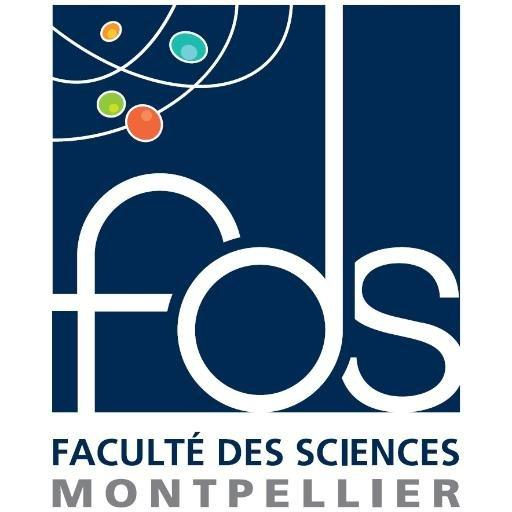 fds
FACULTÉ DES SCIENCES
MONTPELLIER